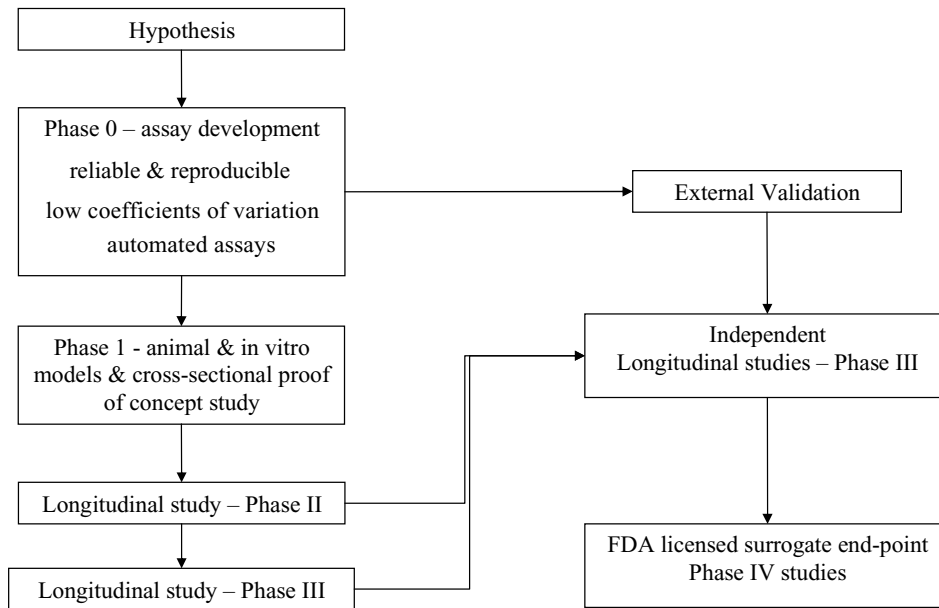 Hypothesis
Phase 0 – assay development
reliable & reproducible
low coefficients of variation
automated assays
External Validation
Phase 1 - animal & in vitro
models & cross-sectional proof
of concept study
Independent
Longitudinal studies – Phase III
Longitudinal study – Phase II
Longitudinal study – Phase III
FDA licensed surrogate end-point
Phase IV studies